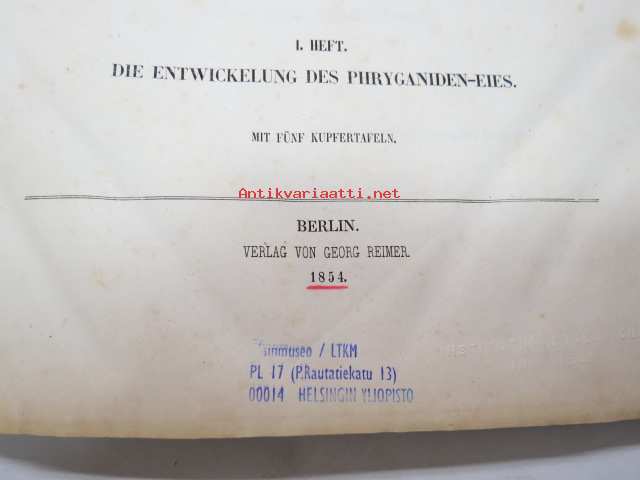 I. HEFT.
DIE ENTWICKELUNG DES PHRYGANIDEN-EIES.
MIT FÜNF KUPFERTAFELN.
Antikvariaatti.net
BERLIN.
VERLAG VON GEORG REIMER.
1854.
/ LTKM
PL 17 (P.Rautatiekatu 13)
00014 HELSINGIN YLIOPISTO